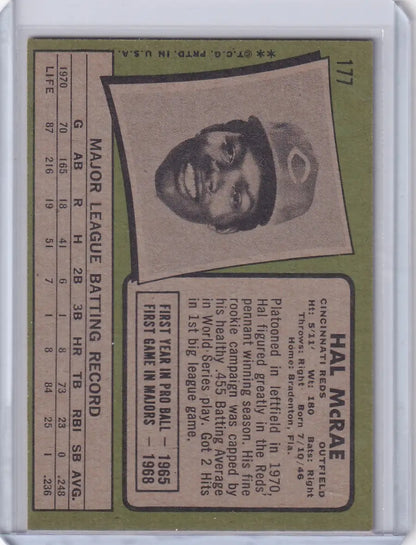 177
**©T.C.G. PRTD. IN U.S.A.
C
HAL McRAE
CINCINNATI REDS OUTFIELD
Ht: 5'11" Wt: 180 Bats: Right
Throws: Right Born 7/10/46
Home: Bradenton, Fla.
Platooned in leftfield in 1970,
Hal figured greatly in the Reds'
pennant winning season. His fine
rookie campaign was capped by
his healthy .455 Batting Average
in World Series play. Got 2 Hits
in 1st big league game.
FIRST YEAR IN PRO BALL — 1965
FIRST GAME IN MAJORS — 1968
MAJOR LEAGUE BATTING RECORD
G AB R H 2B 3B HR TB RBI SB AVG.
1970 70 165 18 41 6 1 8 73 23 0 .248
LIFE 87 216 19 51 7 1 8 84 25 1 .236